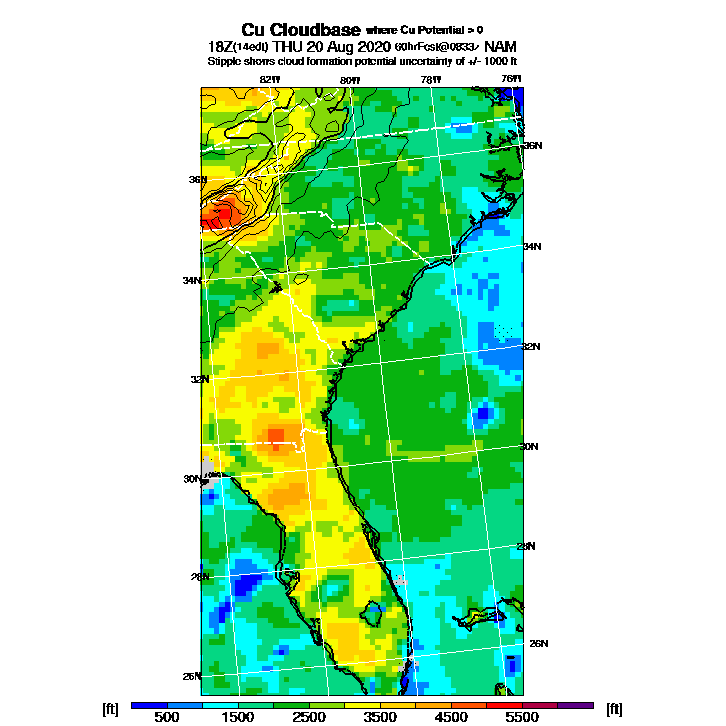 Cu Cloudbase where Cu Potential > 0
18Z(14edt) THU 20 Aug 2020 60hrFcst@0833z NAM
Stipple shows cloud formation potential uncertainty of +/- 1000 ft
82W 80W 78W 76W
36N
36N
34N
34N
32N
32N
30N
30N
28N
28N
26N
26N
[ft] 500 1500 2500 3500 4500 5500 [ft]